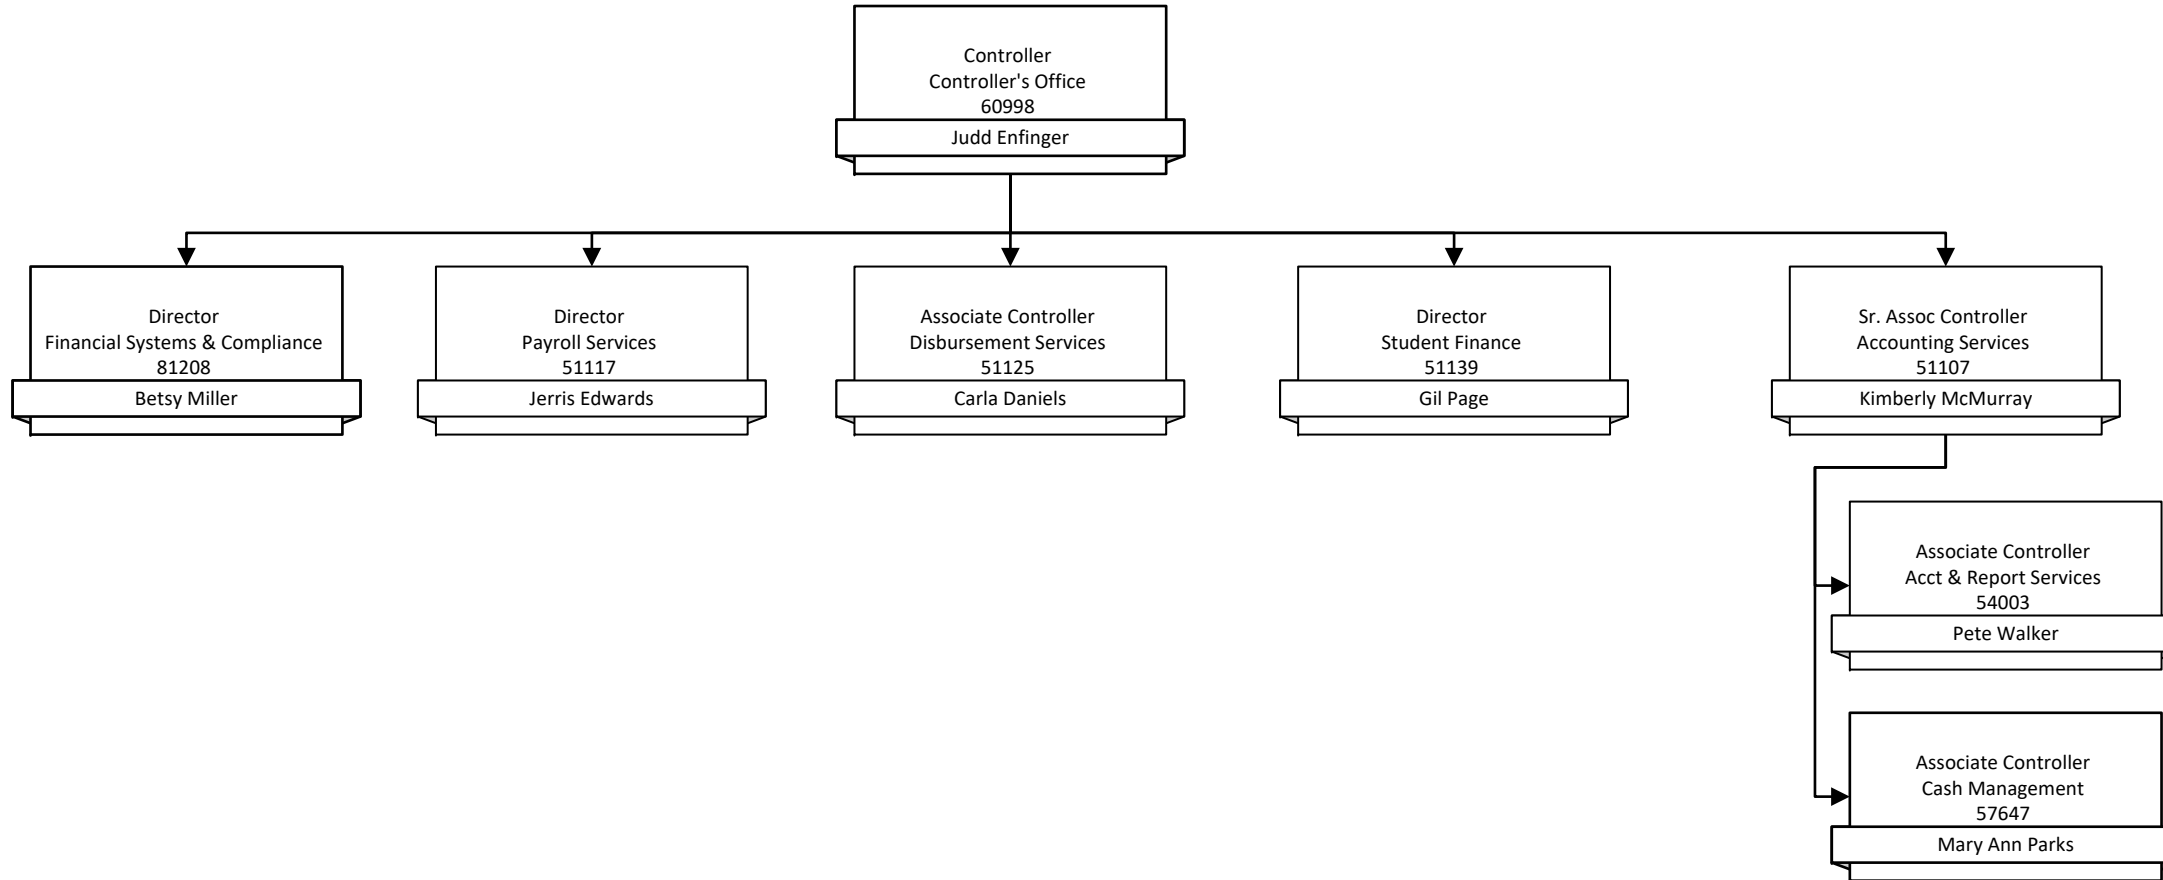 Controller
Controller's Office
60998
Judd Enfinger
Director
Financial Systems & Compliance
81208
Betsy Miller
Director
Payroll Services
51117
Jerris Edwards
Associate Controller
Disbursement Services
51125
Carla Daniels
Director
Student Finance
51139
Gil Page
Sr. Assoc Controller
Accounting Services
51107
Kimberly McMurray
Associate Controller
Acct & Report Services
54003
Pete Walker
Associate Controller
Cash Management
57647
Mary Ann Parks